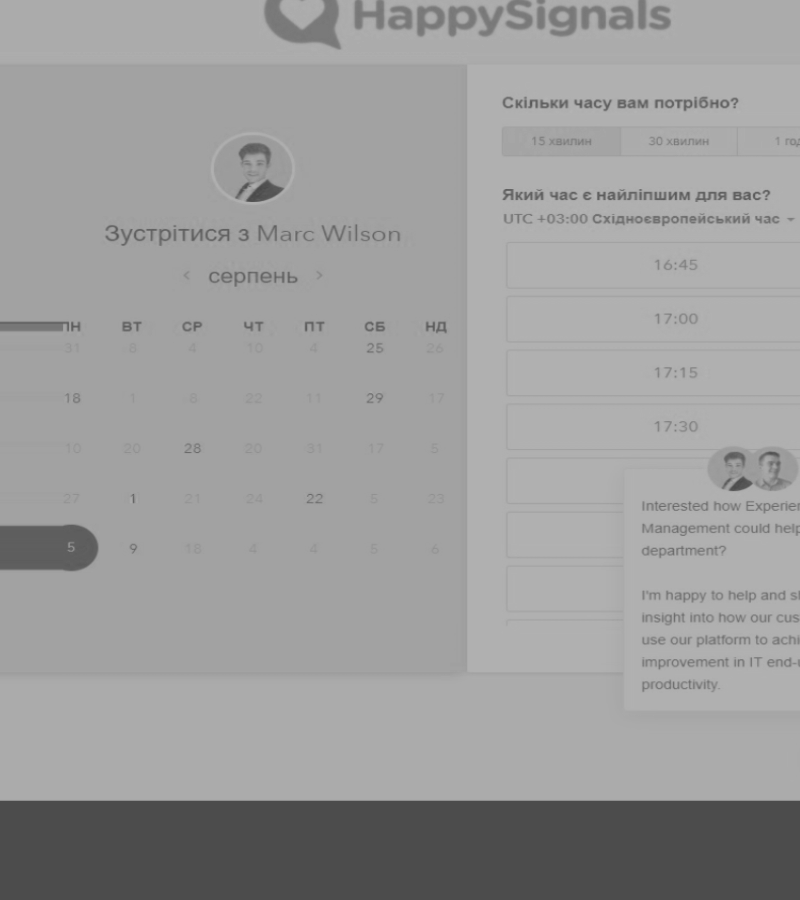 HappySignals
Зустрітися з Marc Wilson
‹ серпень ›
ПН ВТ СР ЧТ ПТ СБ НД
31 8 4 10 4 25 26
18 1 8 22 11 29 17
10 20 28 20 31 17 5
27 1 21 24 22 5 23
5 9 18 4 4 5 6
Скільки часу вам потрібно?
15 хвилин 30 хвилин 1 год
Який час є найліпшим для вас?
UTC +03:00 Східноєвропейський час
16:45
17:00
17:15
17:30
Interested how Experien
Management could help
department?
I'm happy to help and sh
insight into how our cus
use our platform to achi
improvement in IT end-u
productivity.